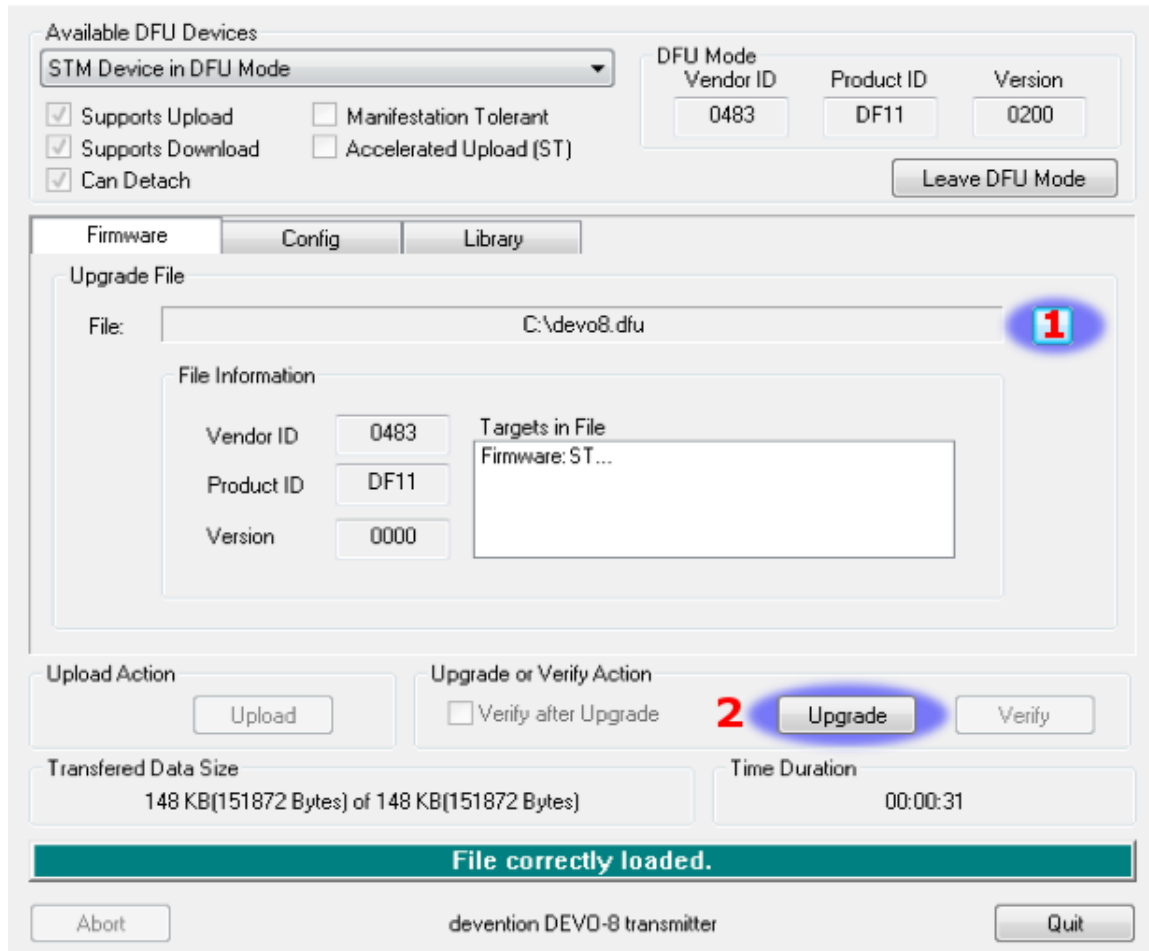 Available DFU Devices
STM Device in DFU Mode
DFU Mode
Vendor ID Product ID Version
0483 DF11 0200
Supports Upload Manifestation Tolerant
Supports Download Accelerated Upload (ST)
Can Detach
Leave DFU Mode
Firmware Config Library
Upgrade File
File: C:\devo8.dfu 1
File Information
Vendor ID 0483
Product ID DF11
Version 0000
Targets in File
Firmware: ST...
Upload Action
Upload
Upgrade or Verify Action
Verify after Upgrade 2 Upgrade Verify
Transfered Data Size
148 KB(151872 Bytes) of 148 KB(151872 Bytes)
Time Duration
00:00:31
File correctly loaded.
Abort devention DEVO-8 transmitter Quit